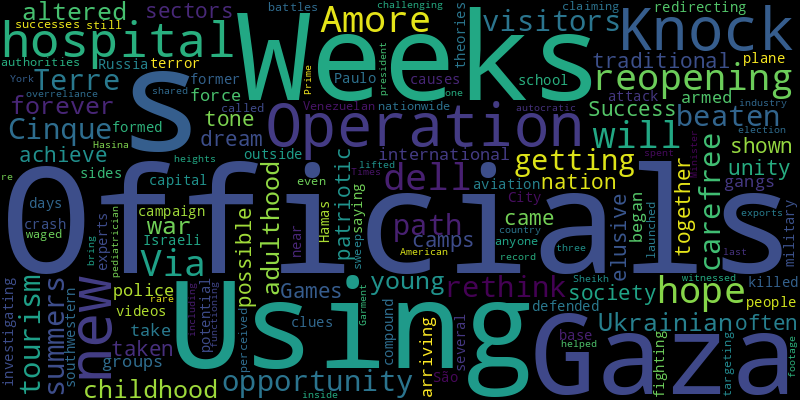 altered
sectors
Amore
visitors
theories
challenging
battles
claiming
redirecting
Knock
successes
still
hospital
authorities
Russia
terror
Weeks
plane
York
overreliance
shared
former
Prime
president
Paulo
causes
school
traditional
reopening
Terre
force
called
Venezuelan
nationwide
one
autocratic
attack
armed
industry
forever
S
tone
Operation
Success
beaten
election
Cinque
formed
dream
will
shown
Hasina
achieve
heights
outside
international
getting
unity
sides
capital
even
lifted
Times
dell
aviation
nation
together
carefree
gangs
spent
Minister
re
Officials
days
campaign
adulthood
near
Hamas
patriotic
saying
City
elusive
began
launched
exports
military
crash
war
possible
path
came
country
anyone
three
last
waged
experts
pediatrician
Israeli
camps
American
record
Sheikh
witnessed
killed
bring
Via
sweep
young
rethink
society
hope
people
investigating
tourism
summers
southwestern
new
police
rare
including
functioning
potential
Using
Games
Garment
compound
arriving
several
defended
base
Ukrainian
often
videos
take
perceived
clues
helped
fighting
targeting
footage
taken
groups
opportunity
São
Gaza
childhood
inside